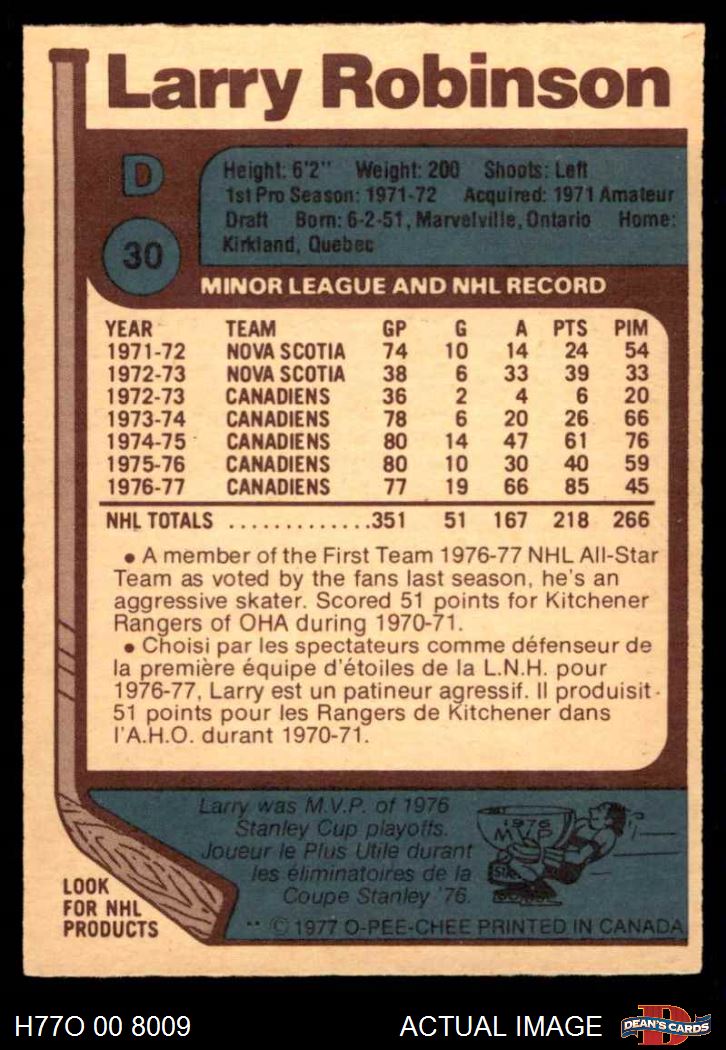 Larry Robinson
D
30
Height: 6'2" Weight: 200 Shoots: Left
1st Pro Season: 1971-72 Acquired: 1971 Amateur
Draft Born: 6-2-51, Marvelville, Ontario Home:
Kirkland, Quebec
MINOR LEAGUE AND NHL RECORD
YEAR TEAM GP G A PTS PIM
1971-72 NOVA SCOTIA 74 10 14 24 54
1972-73 NOVA SCOTIA 38 6 33 39 33
1972-73 CANADIENS 36 2 4 6 20
1973-74 CANADIENS 78 6 20 26 66
1974-75 CANADIENS 80 14 47 61 76
1975-76 CANADIENS 80 10 30 40 59
1976-77 CANADIENS 77 19 66 85 45
NHL TOTALS .............351 51 167 218 266
• A member of the First Team 1976-77 NHL All-Star
Team as voted by the fans last season, he's an
aggressive skater. Scored 51 points for Kitchener
Rangers of OHA during 1970-71.
• Choisi par les spectateurs comme défenseur de
la première équipe d'étoiles de la L.N.H. pour
1976-77, Larry est un patineur agressif. Il produisit
51 points pour les Rangers de Kitchener dans
l'A.H.O. durant 1970-71.
Larry was M.V.P. of 1976
Stanley Cup playoffs.
Joueur le Plus Utile durant
les éliminatoires de la
Coupe Stanley '76.
1976
MVP
LOOK
FOR NHL
PRODUCTS
** © 1977 O-PEE-CHEE PRINTED IN CANADA
H77O 00 8009
ACTUAL IMAGE
D
DEAN'S CARDS